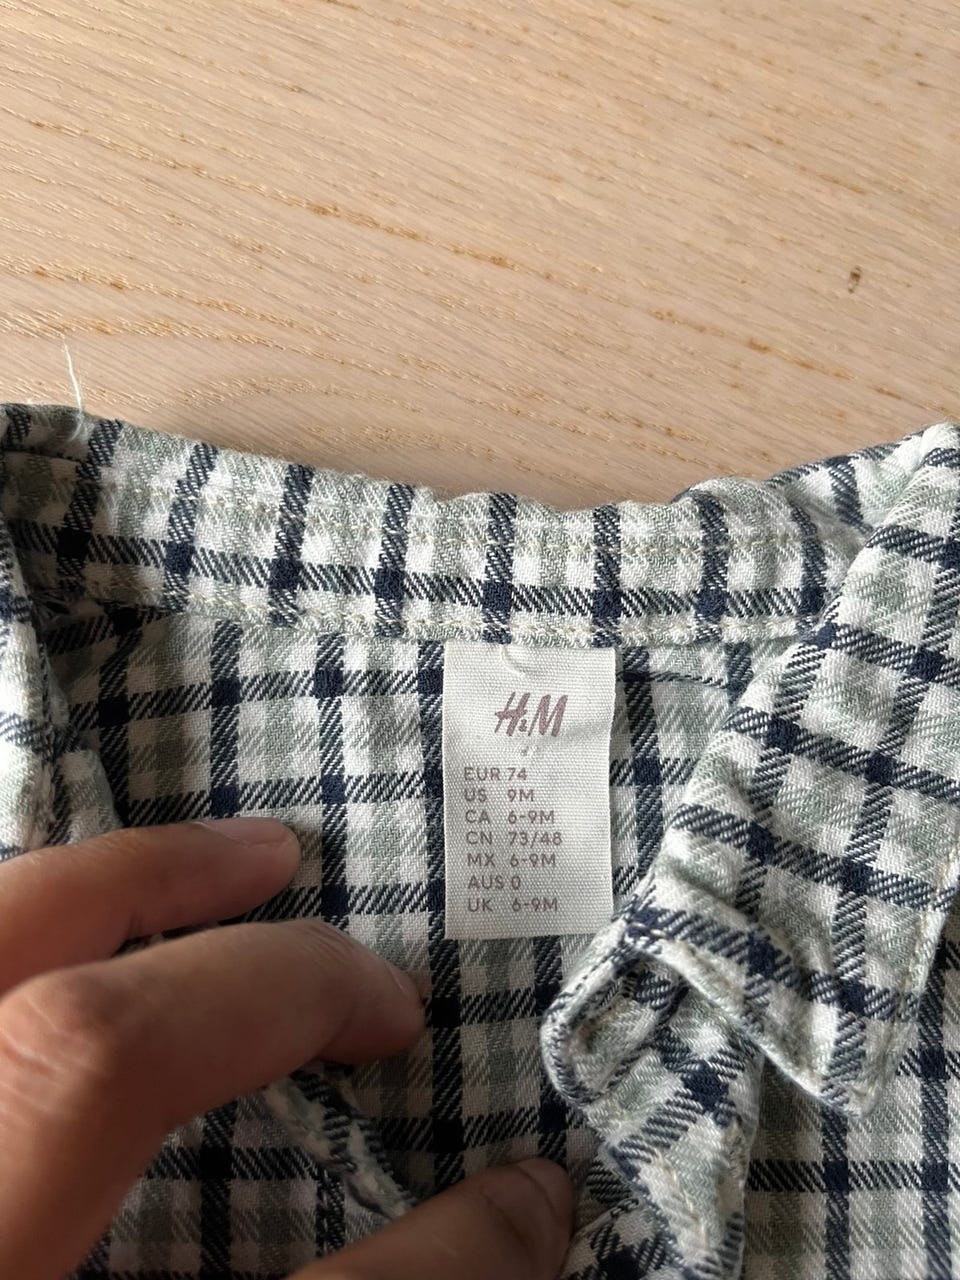 H&M
EUR 74
US 9M
CA 6-9M
CN 73/48
MX 6-9M
AUS 0
UK 6-9M